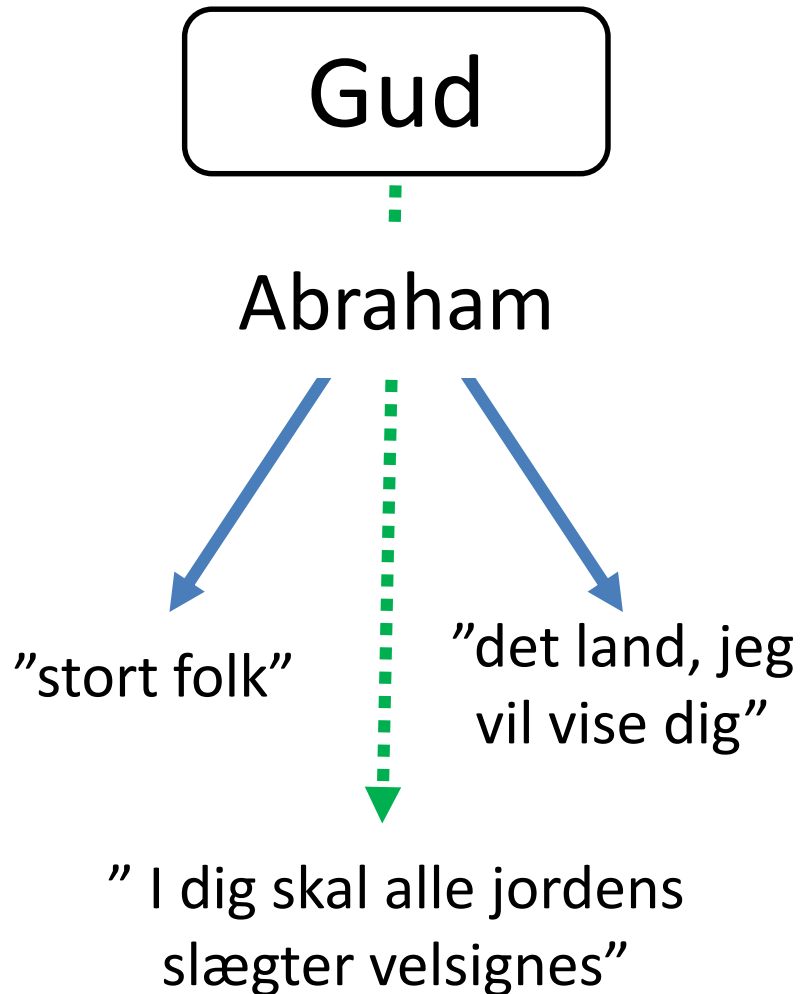 Gud
Abraham
”stort folk”
”det land, jeg
vil vise dig”
” I dig skal alle jordens
slægter velsignes”